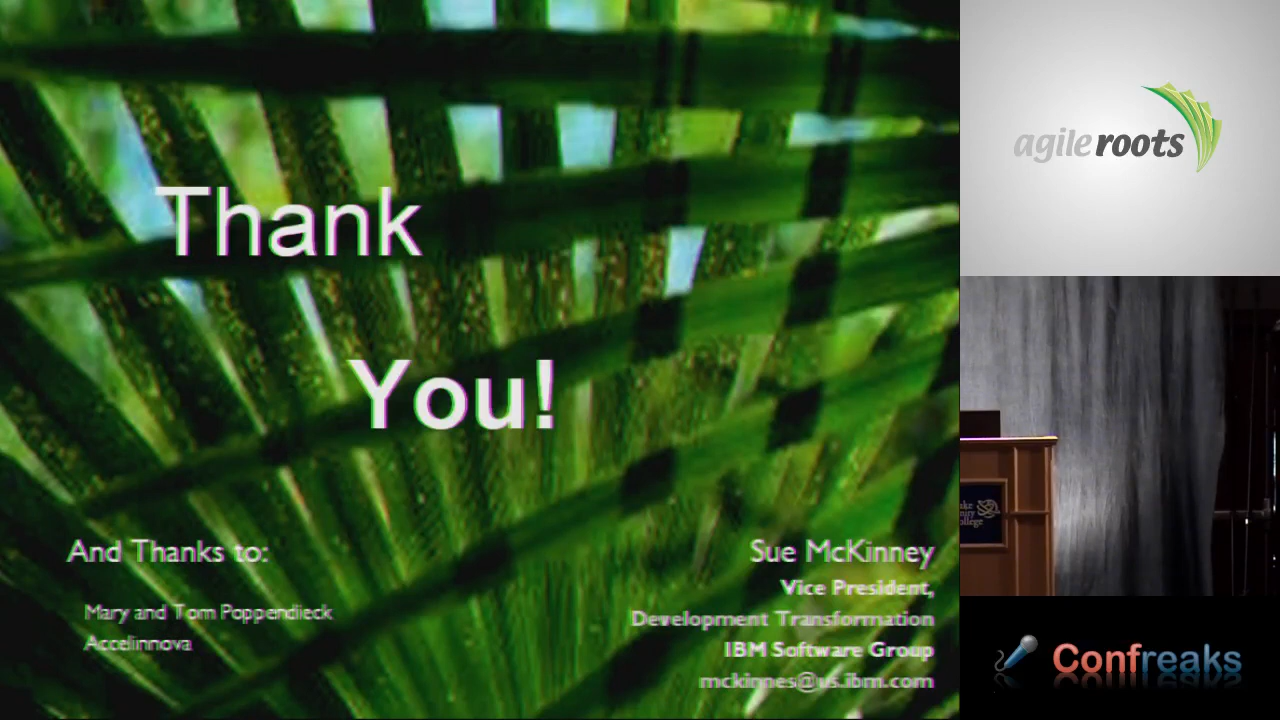 Thank
You!
And Thanks to:
Mary and Tom Poppendieck
Accelinnova
Sue McKinney
Vice President,
Development Transformation
IBM Software Group
mckinnes@us.ibm.com
agile roots
College
Confreaks